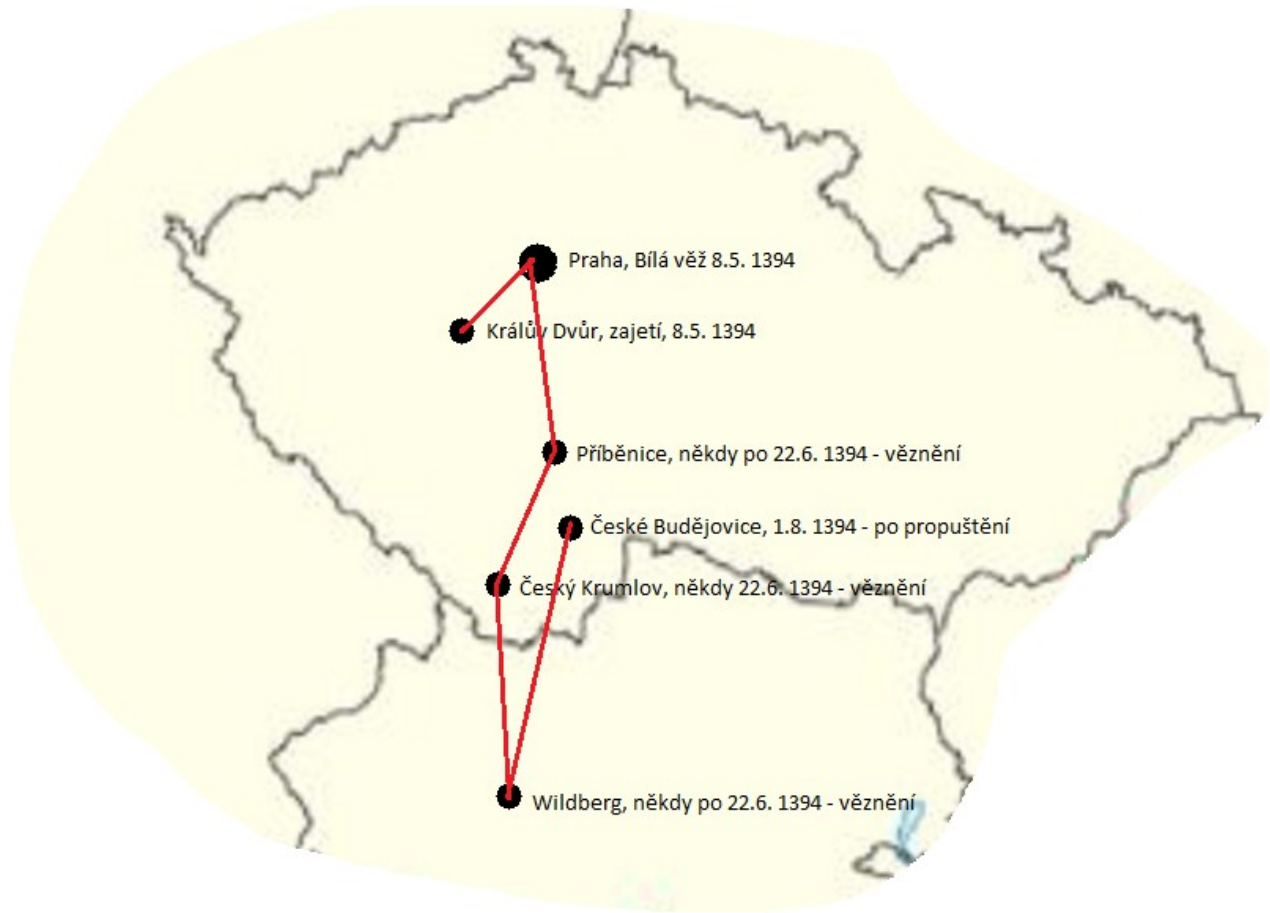 Praha, Bílá věž 8.5. 1394
Králův Dvůr, zajetí, 8.5. 1394
Příběnice, někdy po 22.6. 1394 - věznění
České Budějovice, 1.8. 1394 - po propuštění
Český Krumlov, někdy 22.6. 1394 - věznění
Wildberg, někdy po 22.6. 1394 - věznění